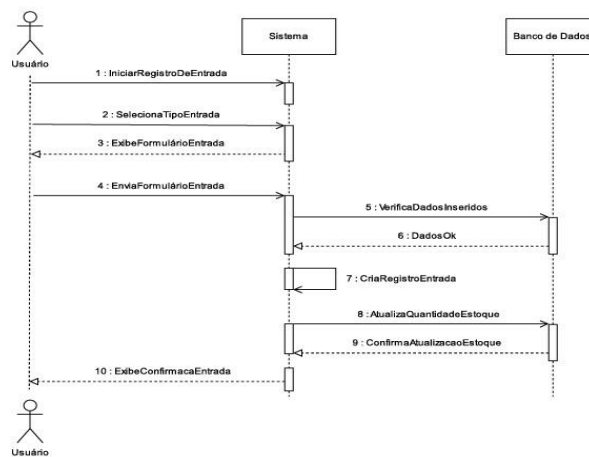 Usuário
Sistema
Banco de Dados
1 : IniciarRegistroDeEntrada
2 : SelecionaTipoEntrada
3 : ExibeFormulárioEntrada
4 : EnviaFormulárioEntrada
5 : VerificaDadosInseridos
6 : DadosOk
7 : CriaRegistroEntrada
8 : AtualizaQuantidadeEstoque
9 : ConfirmaAtualizacaoEstoque
10 : ExibeConfirmacaEntrada
Usuário